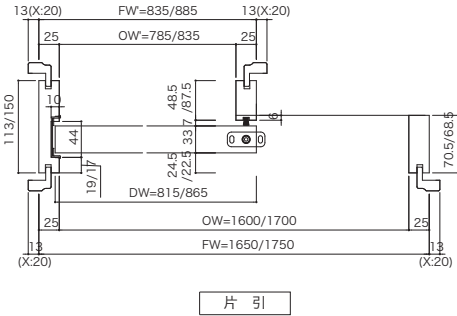 13(X:20)
FW'=835/885
13(X:20)
25
OW'=785/835
25
10
48.5
/87.5
6
113/150
44
7
33
70.5/68.5
19/17
24.5
/22.5
DW=815/865
OW=1600/1700
25
25
FW=1650/1750
13
(X:20)
13
(X:20)
片 引